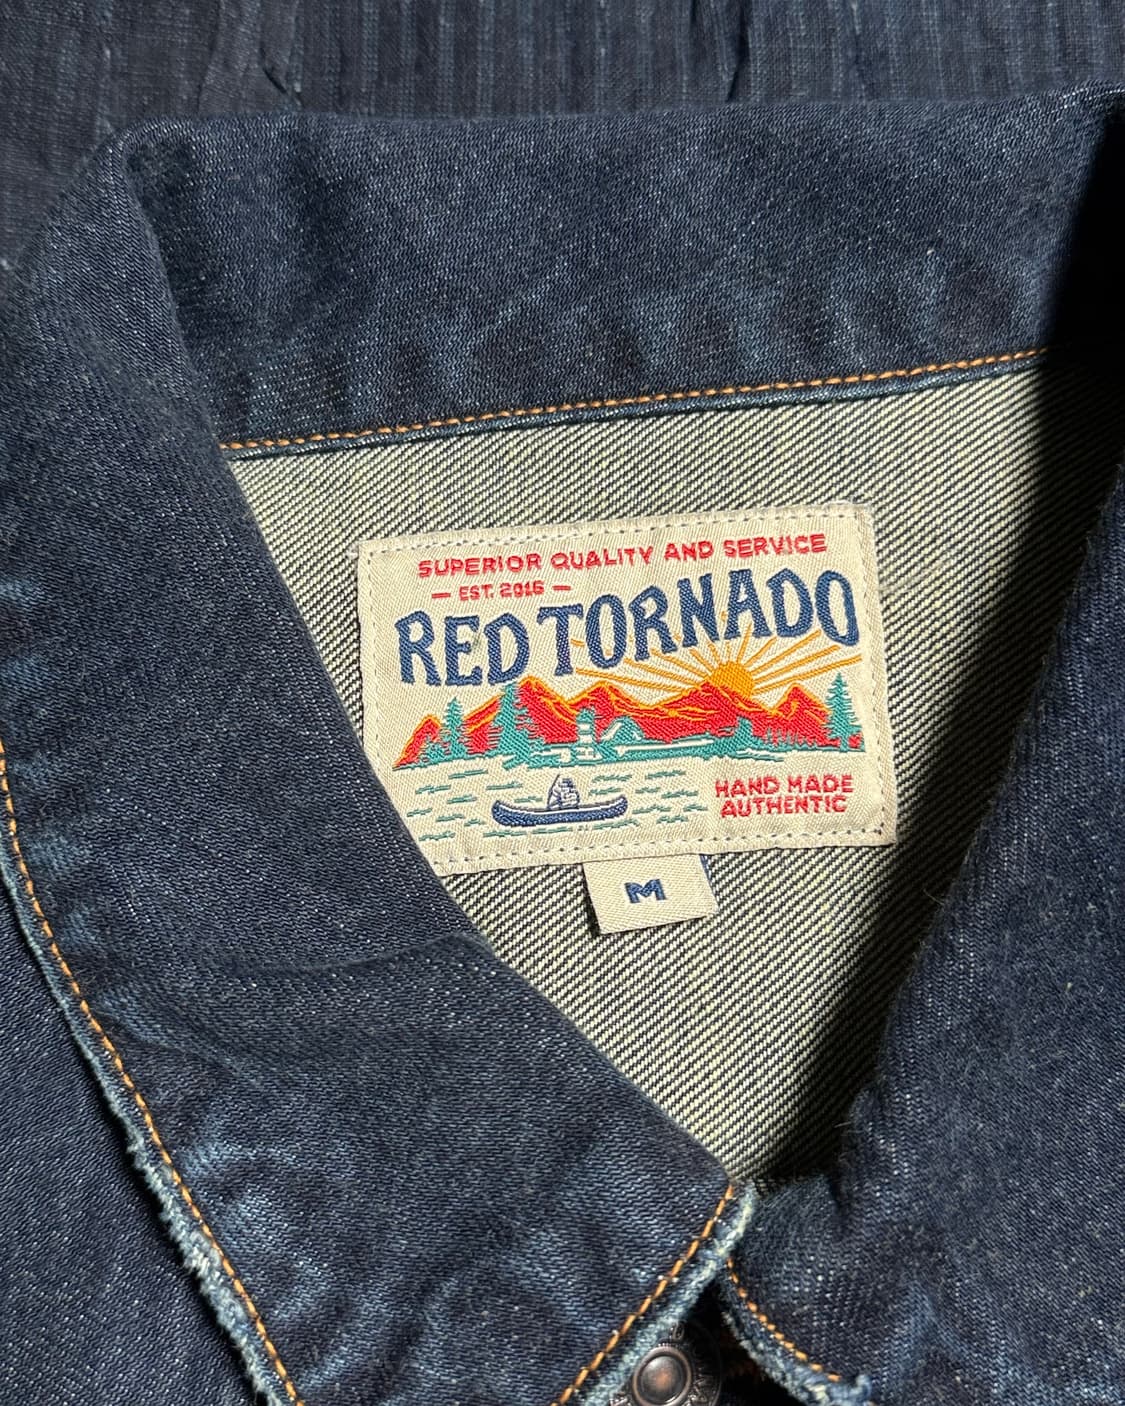 SUPERIOR QUALITY AND SERVICE
— EST. 2016 —
RED TORNADO
HAND MADE
AUTHENTIC
M